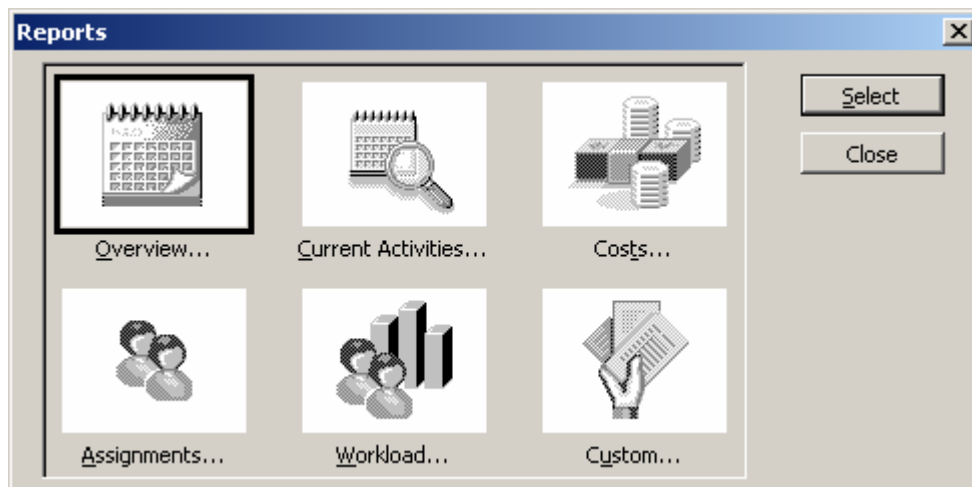 Reports
Select
Close
Overview...
Current Activities...
Costs...
Assignments...
Workload...
Custom...